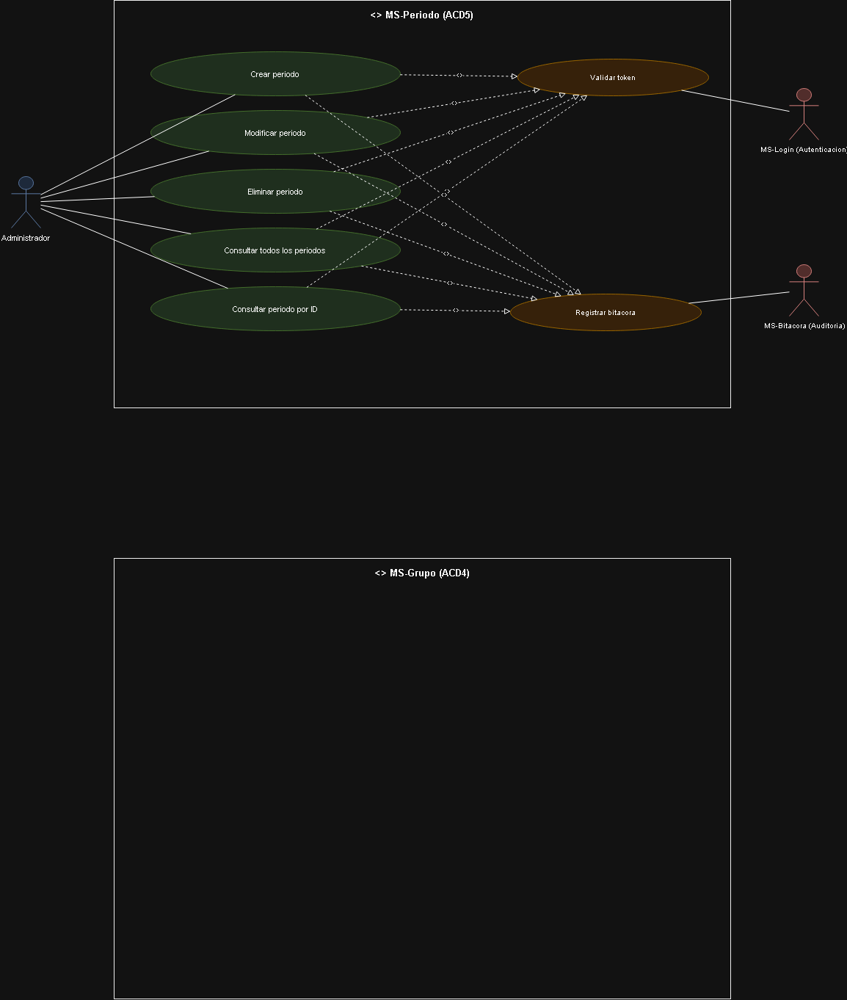 <> MS-Periodo (ACD5)
Crear periodo
Validar token
<>
<>
Modificar periodo
<>
MS-Login (Autenticacion)
<>
Eliminar periodo
<>
<>
<>
Administrador
Consultar todos los periodos
<>
<>
Consultar periodo por ID
<>
Registrar bitacora
MS-Bitacora (Auditoria)
<> MS-Grupo (ACD4)